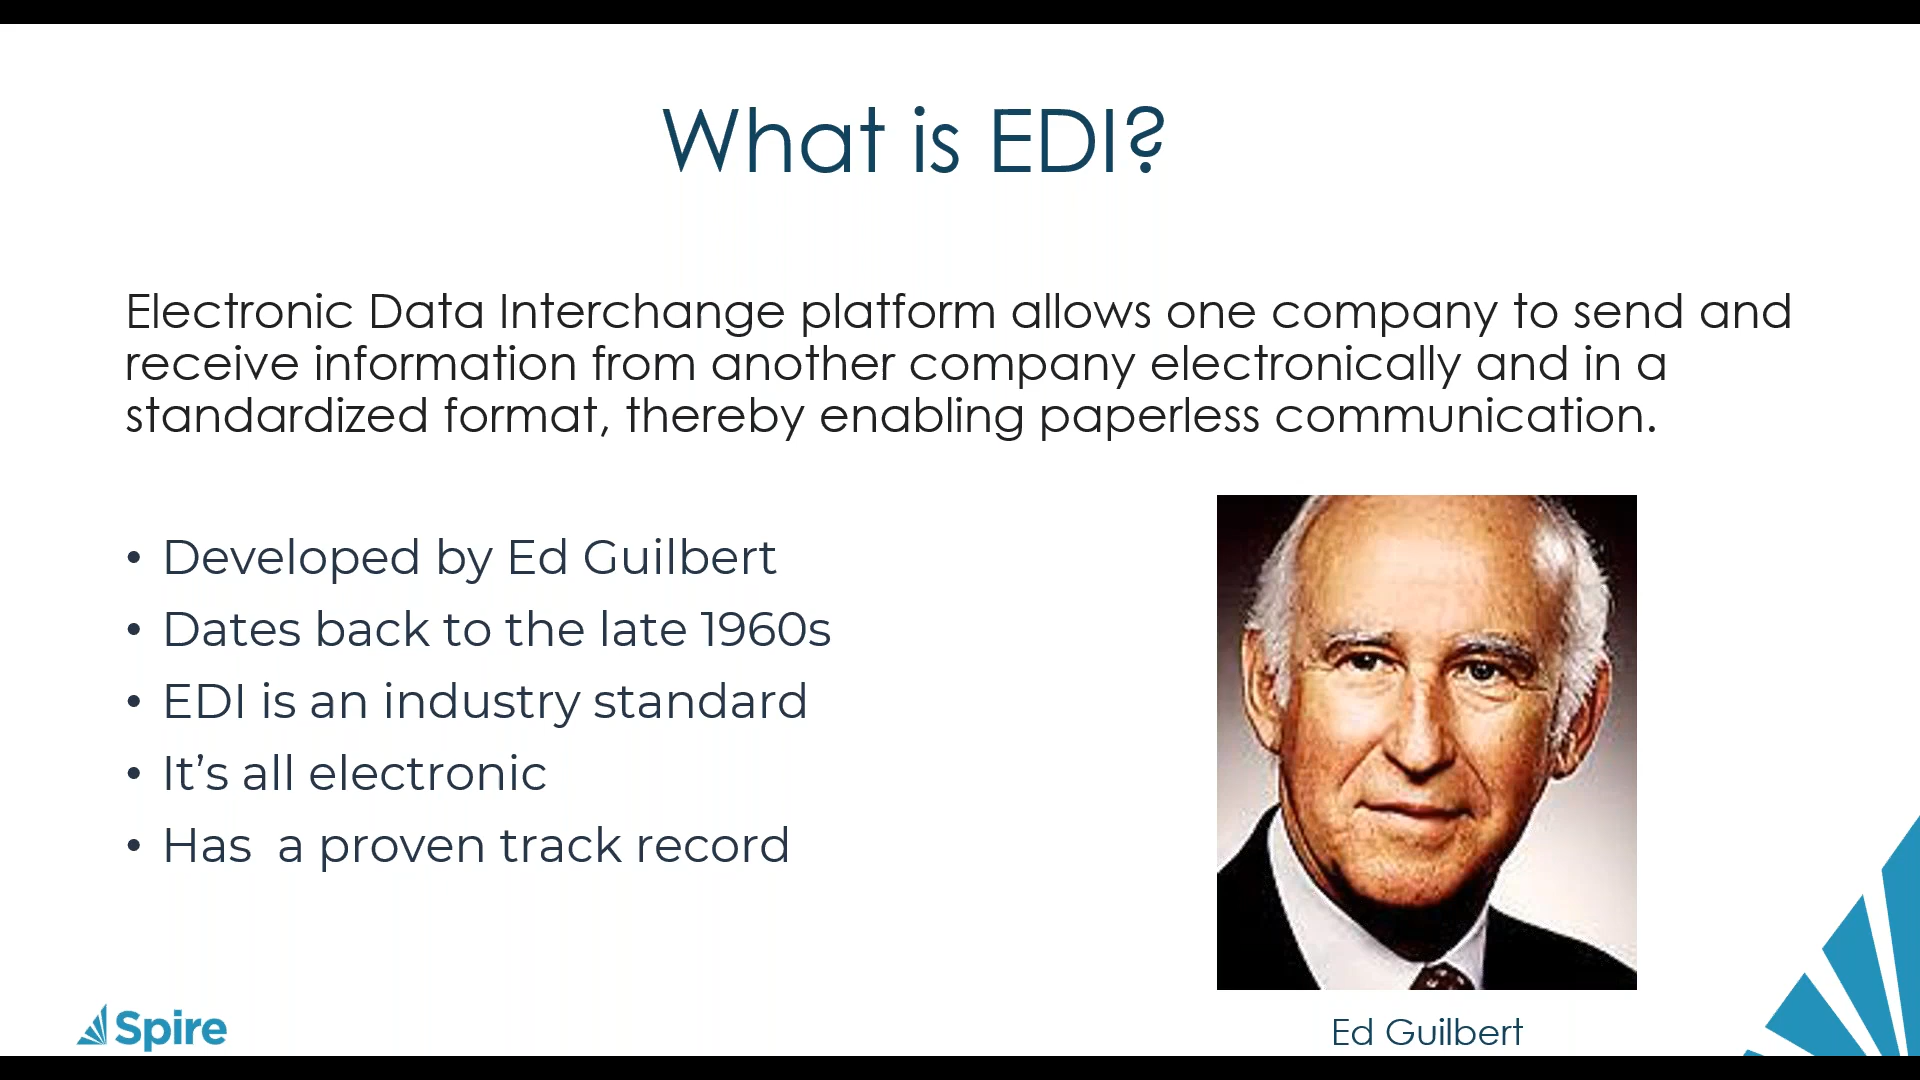 What is EDI?
Electronic Data Interchange platform allows one company to send and
receive information from another company electronically and in a
standardized format, thereby enabling paperless communication.
• Developed by Ed Guilbert
• Dates back to the late 1960s
• EDI is an industry standard
• It’s all electronic
• Has  a proven track record
Ed Guilbert
Spire